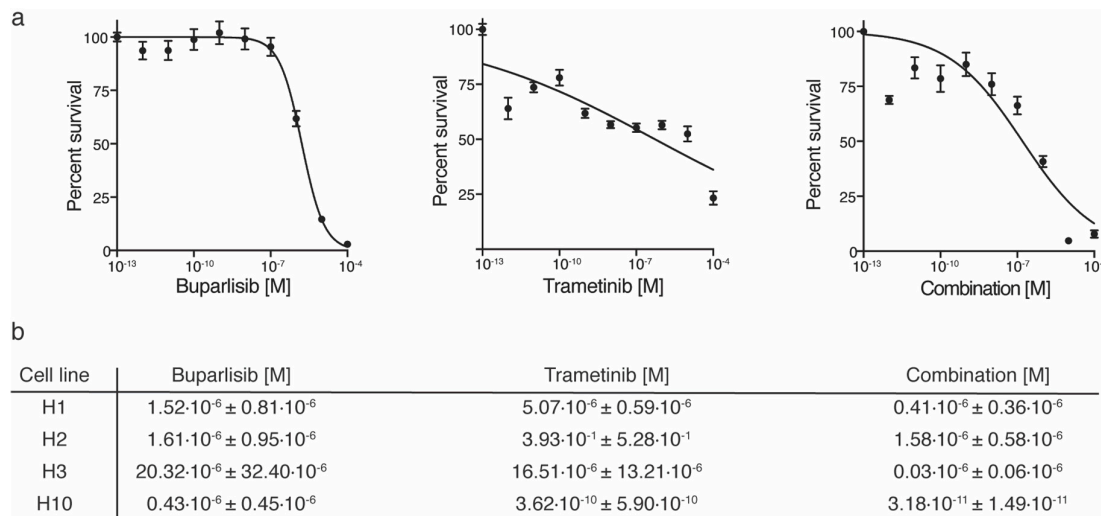 a
Percent survival
100
75
50
25
0
10-13
10-10
10-7
10-4
Buparlisib [M]
Percent survival
100
75
50
25
10-13
10-10
10-7
10-4
Trametinib [M]
Percent survival
100
75
50
25
0
10-13
10-10
10-7
Combination [M]
b
Cell line Buparlisib [M] Trametinib [M] Combination [M]
H1 1.52·10-6 ± 0.81·10-6 5.07·10-6 ± 0.59·10-6 0.41·10-6 ± 0.36·10-6
H2 1.61·10-6 ± 0.95·10-6 3.93·10-1 ± 5.28·10-1 1.58·10-6 ± 0.58·10-6
H3 20.32·10-6 ± 32.40·10-6 16.51·10-6 ± 13.21·10-6 0.03·10-6 ± 0.06·10-6
H10 0.43·10-6 ± 0.45·10-6 3.62·10-10 ± 5.90·10-10 3.18·10-11 ± 1.49·10-11